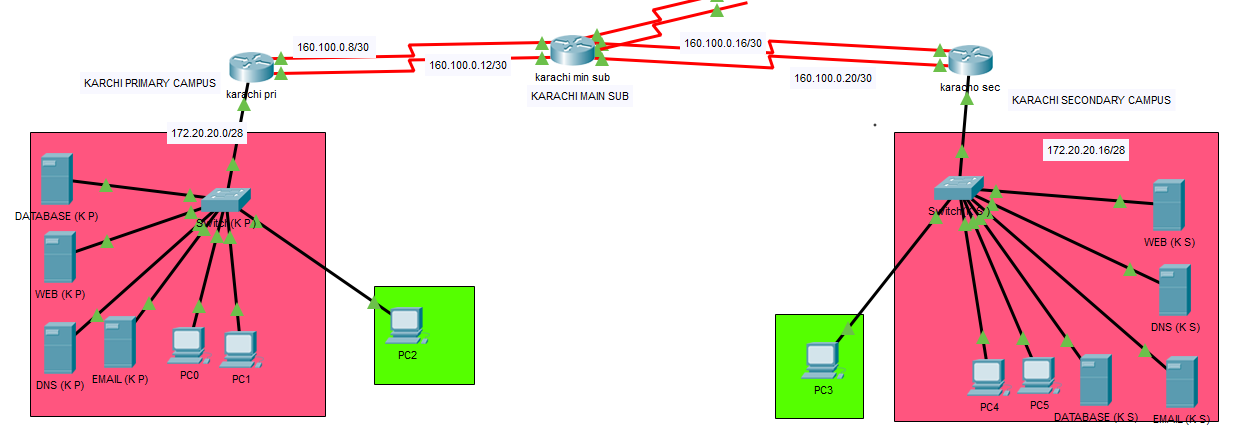 160.100.0.8/30
160.100.0.12/30
160.100.0.16/30
160.100.0.20/30
karachi pri
karachi min sub
karacho sec
KARCHI PRIMARY CAMPUS
KARACHI MAIN SUB
KARACHI SECONDARY CAMPUS
172.20.20.0/28
172.20.20.16/28
DATABASE (K P)
Switch(K P)
WEB (K P)
DNS (K P)
EMAIL (K P)
PC0
PC1
PC2
Switch(K S)
WEB (K S)
DNS (K S)
PC3
PC4
PC5
DATABASE (K S)
EMAIL (K S)